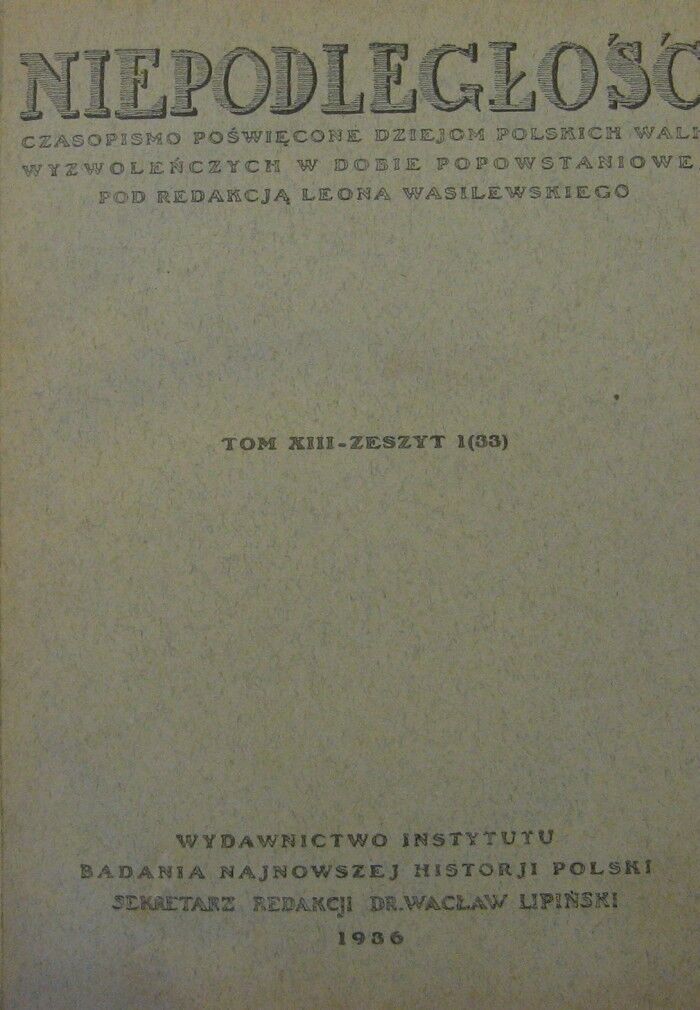 NIEPODLEGŁOŚĆ
CZASOPISMO POŚWIĘCONE DZIEJOM POLSKICH WALK
WYZWOLEŃCZYCH W DOBIE POPOWSTANIOWE
POD REDAKCJĄ LEONA WASILEWSKIEGO
TOM XIII-ZESZYT 1(33)
WYDAWNICTWO INSTYTUTU
BADANIA NAJNOWSZEJ HISTORJI POLSKI
SEKRETARZ REDAKCJI DR. WACŁAW LIPIŃSKI
1936